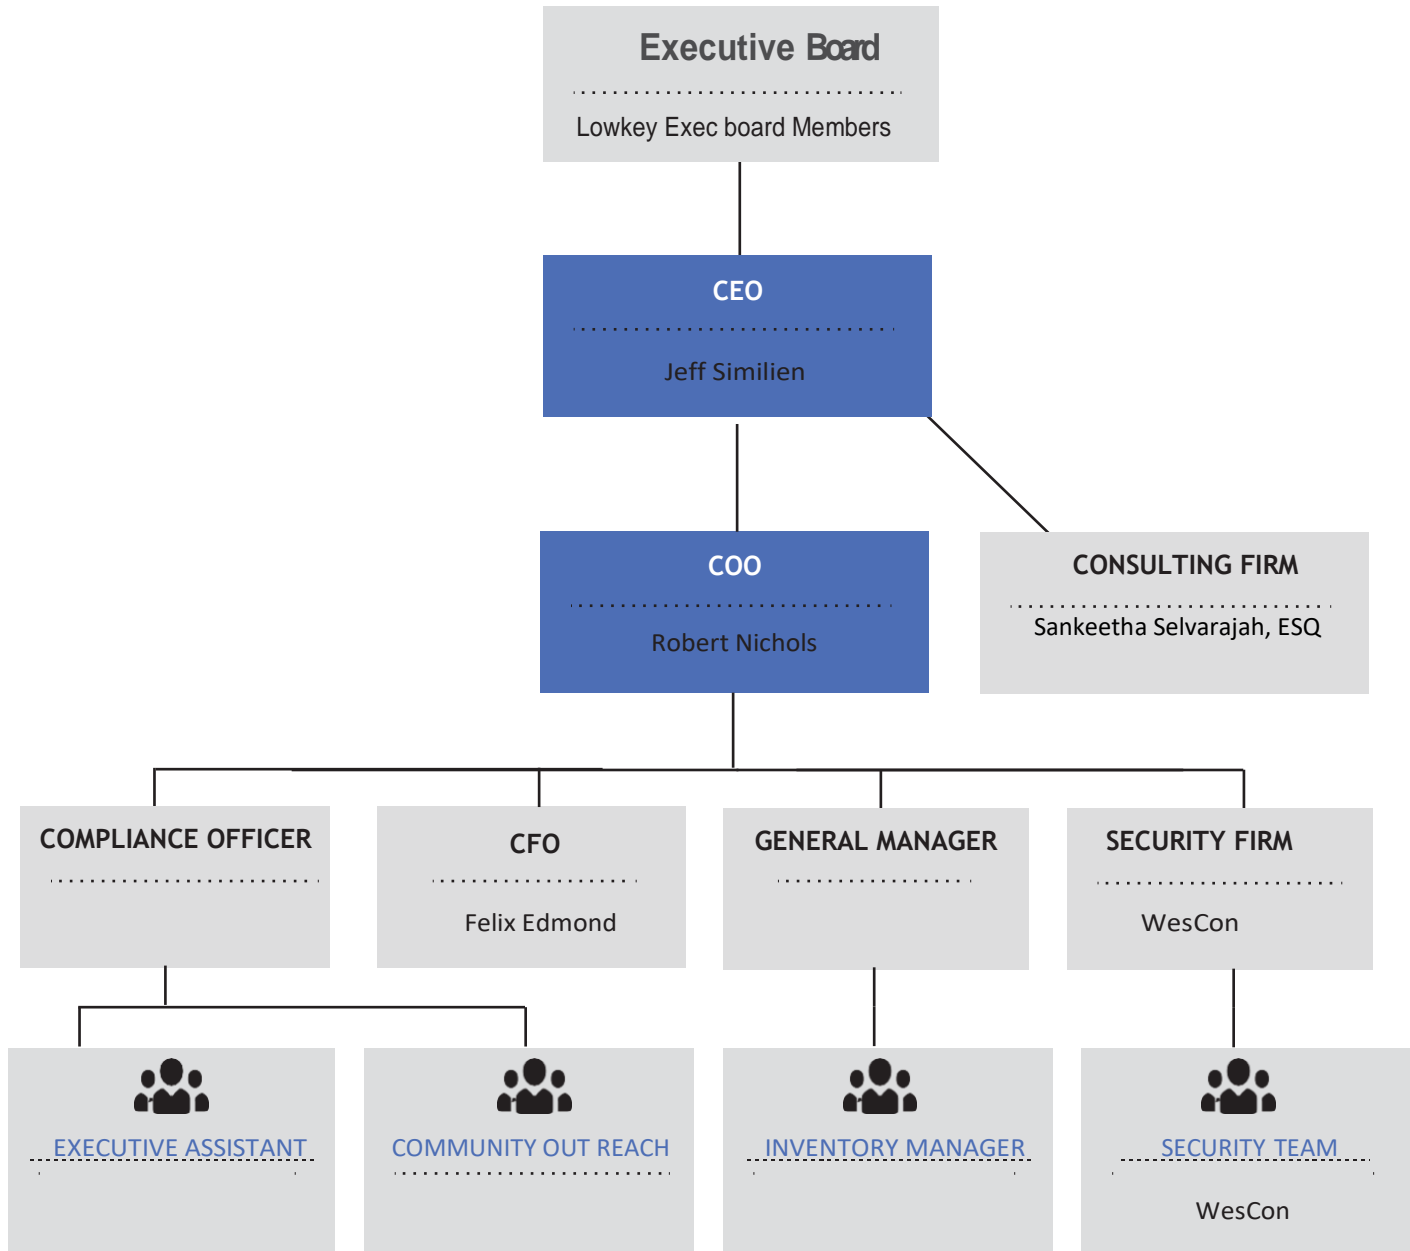 Executive Board
Lowkey Exec board Members
CEO
Jeff Similien
COO
Robert Nichols
CONSULTING FIRM
Sankeetha Selvarajah, ESQ
COMPLIANCE OFFICER
CFO
Felix Edmond
GENERAL MANAGER
SECURITY FIRM
WesCon
EXECUTIVE ASSISTANT
COMMUNITY OUT REACH
INVENTORY MANAGER
SECURITY TEAM
WesCon